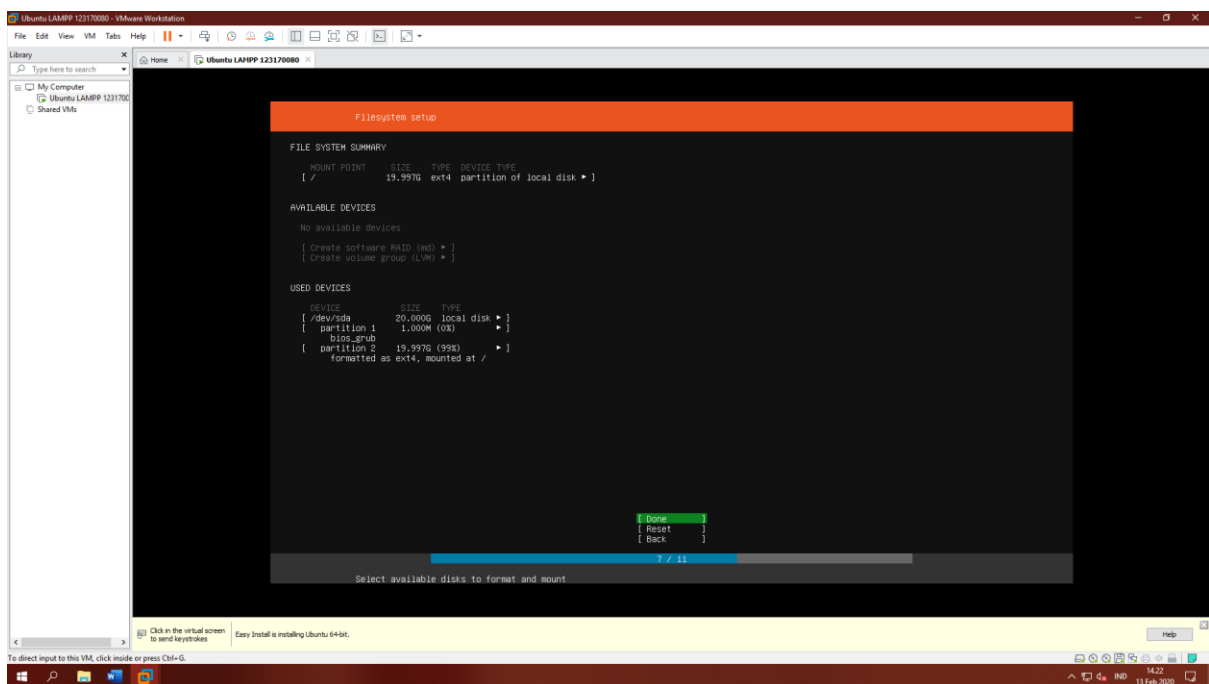 Ubuntu LAMPP 123170080 - VMware Workstation
File Edit View VM Tabs Help
Library
Home
Ubuntu LAMPP 123170080
Type here to search
My Computer
Ubuntu LAMPP 1231700
Shared VMs
Filesystem setup
FILE SYSTEM SUMMARY
MOUNT POINT SIZE TYPE DEVICE TYPE
[ / 19.997G ext4 partition of local disk ► ]
AVAILABLE DEVICES
No available devices
[ Create software RAID (md) ► ]
[ Create volume group (LVM) ► ]
USED DEVICES
DEVICE SIZE TYPE
[ /dev/sda 20.000G local disk ► ]
[ partition 1 1.000M (0%) ► ]
bios_grub
[ partition 2 19.997G (99%) ► ]
formatted as ext4, mounted at /
[ Done ]
[ Reset ]
[ Back ]
7 / 11
Select available disks to format and mount
Click in the virtual screen
to send keystrokes
Easy Install is installing Ubuntu 64-bit.
Help
To direct input to this VM, click inside or press Ctrl+G.
IND
14.22
13 Feb 2020